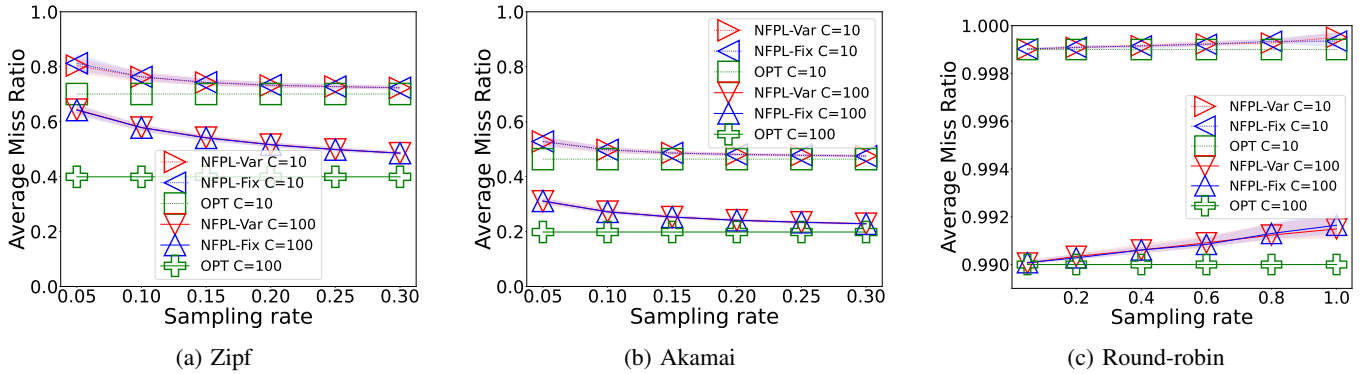 1.0
0.8
0.6
0.4
0.2
0.0
Average Miss Ratio
NFPL-Var C=10
NFPL-Fix C=10
OPT C=10
NFPL-Var C=100
NFPL-Fix C=100
OPT C=100
0.05 0.10 0.15 0.20 0.25 0.30
Sampling rate
(a) Zipf
1.0
0.8
0.6
0.4
0.2
0.0
Average Miss Ratio
NFPL-Var C=10
NFPL-Fix C=10
OPT C=10
NFPL-Var C=100
NFPL-Fix C=100
OPT C=100
0.05 0.10 0.15 0.20 0.25 0.30
Sampling rate
(b) Akamai
1.000
0.998
0.996
0.994
0.992
0.990
Average Miss Ratio
NFPL-Var C=10
NFPL-Fix C=10
OPT C=10
NFPL-Var C=100
NFPL-Fix C=100
OPT C=100
0.2 0.4 0.6 0.8 1.0
Sampling rate
(c) Round-robin